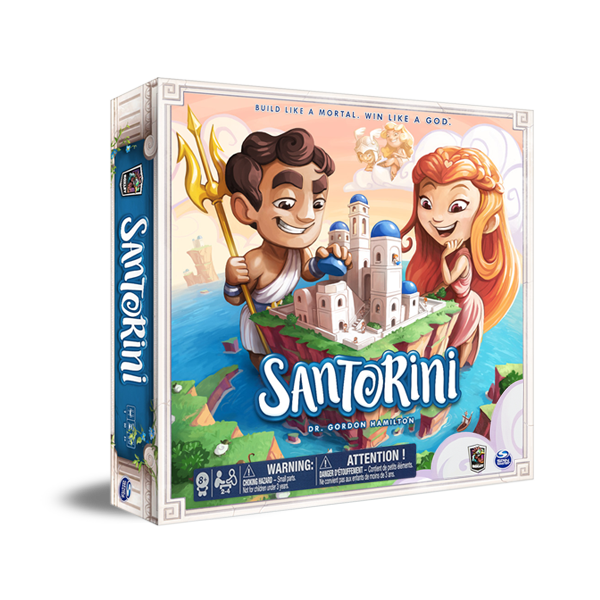 BUILD LIKE A MORTAL. WIN LIKE A GOD.
SANTORINI
SANTORINI
DR. GORDON HAMILTON
8+
2-4
WARNING:
CHOKING HAZARD – Small parts.
Not for children under 3 years.
ATTENTION !
DANGER D'ÉTOUFFEMENT – Contient de petits éléments.
Ne convient pas aux enfants de moins de 3 ans.